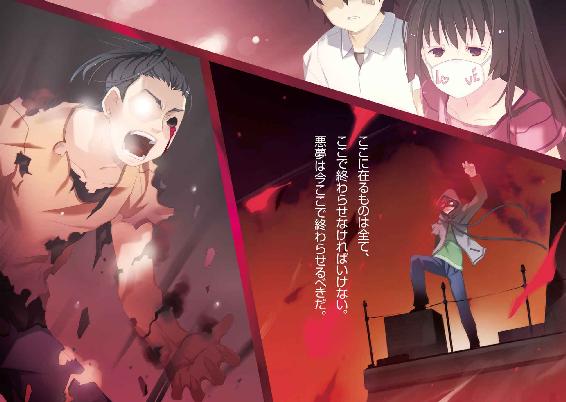 ここに在るものは全て、
ここで終わらせなければいけない。
悪夢は今ここで終わらせるべきだ。
LOVE